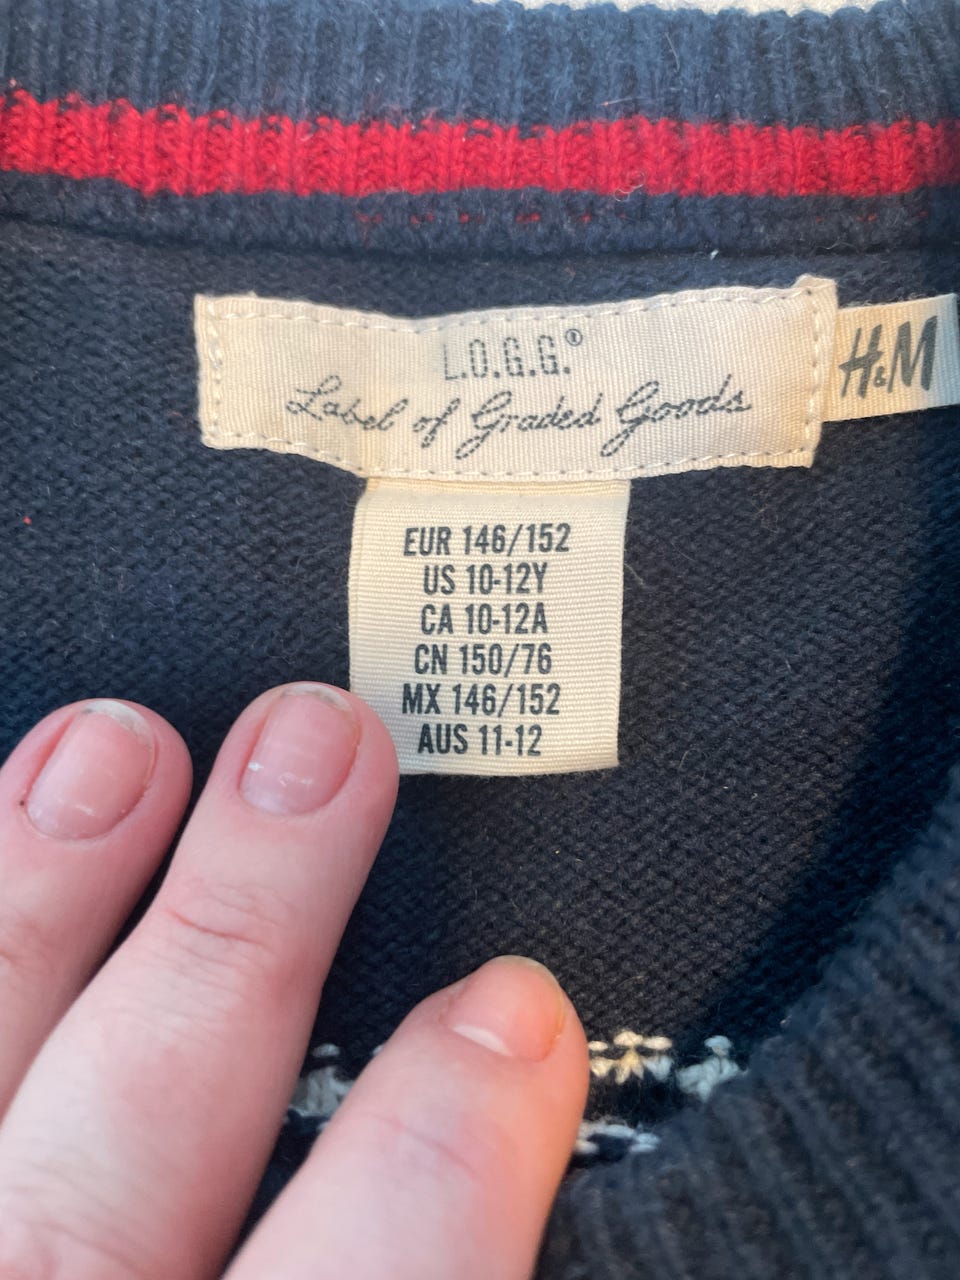 L.O.G.G.®
Label of Graded Goods
H&M
EUR 146/152
US 10-12Y
CA 10-12A
CN 150/76
MX 146/152
AUS 11-12